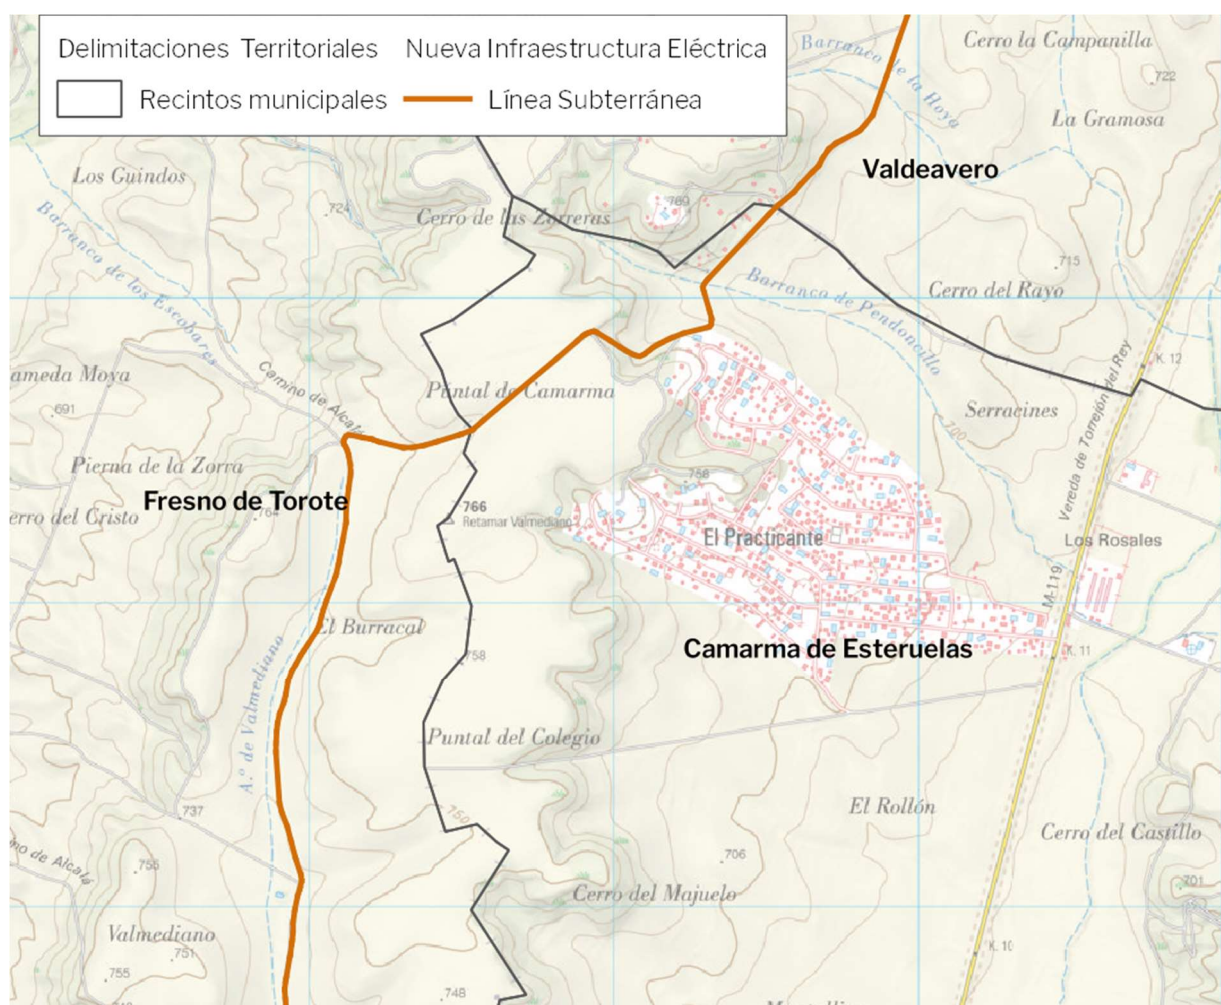 Delimitaciones Territoriales
Nueva Infraestructura Eléctrica
Recintos municipales
Línea Subterránea
Barranco de la Hoya
Cerro la Campanilla
722
La Gramosa
Los Guindos
Valdeavero
724
Cerro de las Zorreras
769
Barranco de los Escobares
715
Barranco de Pendoncillo
Cerro del Rayo
K. 12
ameda Moya
Camino de Alcalá
Puntal de Camarma
691
Serracines
700
Vereda de Torrejón del Rey
Pierna de la Zorra
756
Fresno de Torote
766
Retamar Valmediano
erro del Cristo
764
El Practicante
Los Rosales
M-119
El Burracal
Camarma de Esteruelas
K. 11
758
A.º de Valmediano
Puntal del Colegio
737
750
El Rollón
Cerro del Castillo
no de Alcalá
756
706
701
Cerro del Majuelo
Valmediano
751
K. 10
755
748